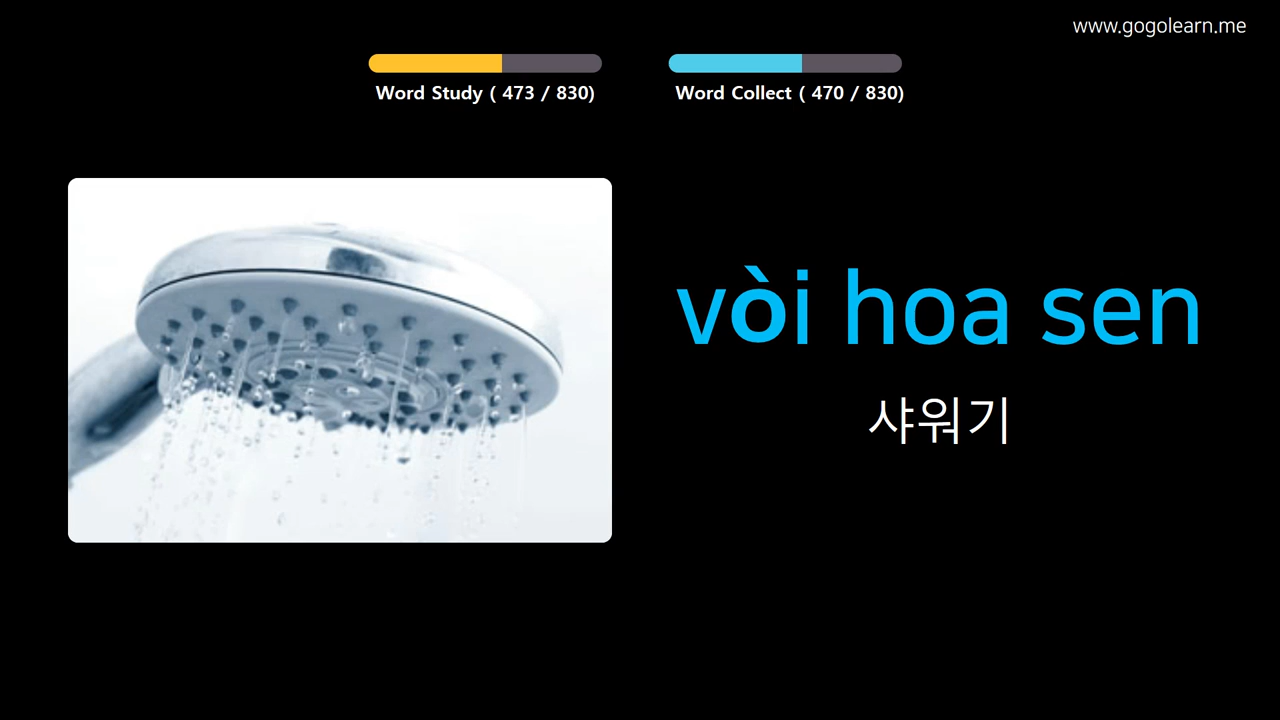 www.gogolearn.me
Word Study ( 473 / 830)
Word Collect ( 470 / 830)
vòi hoa sen
샤워기